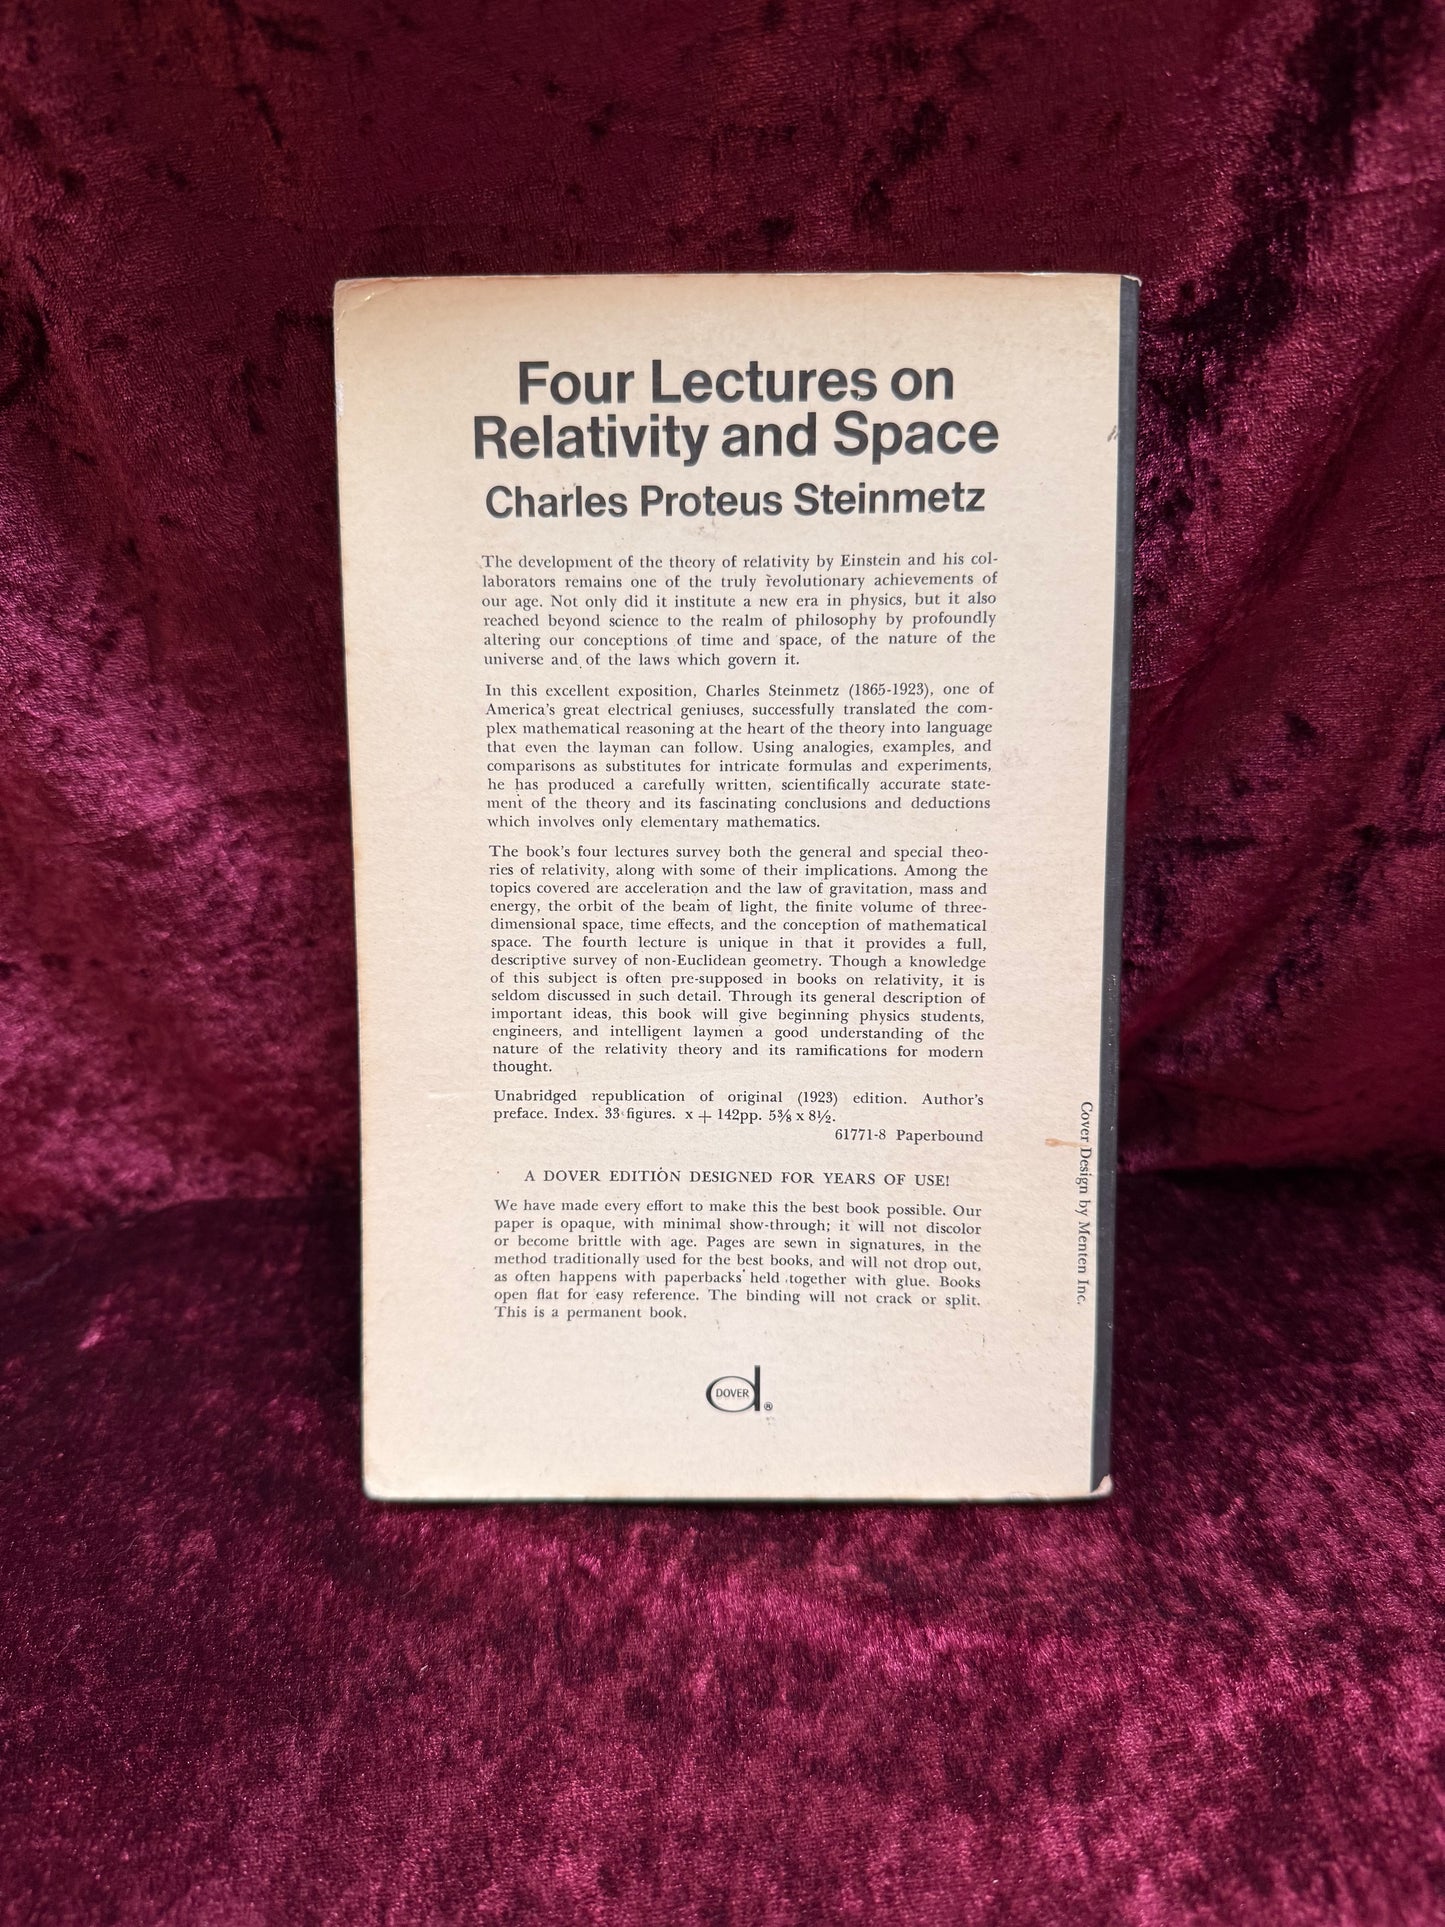 Four Lectures on
Relativity and Space
Charles Proteus Steinmetz
The development of the theory of relativity by Einstein and his col-
laborators remains one of the truly revolutionary achievements of
our age. Not only did it institute a new era in physics, but it also
reached beyond science to the realm of philosophy by profoundly
altering our conceptions of time and space, of the nature of the
universe and of the laws which govern it.
In this excellent exposition, Charles Steinmetz (1865-1923), one of
America's great electrical geniuses, successfully translated the com-
plex mathematical reasoning at the heart of the theory into language
that even the layman can follow. Using analogies, examples, and
comparisons as substitutes for intricate formulas and experiments,
he has produced a carefully written, scientifically accurate state-
ment of the theory and its fascinating conclusions and deductions
which involves only elementary mathematics.
The book's four lectures survey both the general and special theo-
ries of relativity, along with some of their implications. Among the
topics covered are acceleration and the law of gravitation, mass and
energy, the orbit of the beam of light, the finite volume of three-
dimensional space, time effects, and the conception of mathematical
space. The fourth lecture is unique in that it provides a full,
descriptive survey of non-Euclidean geometry. Though a knowledge
of this subject is often pre-supposed in books on relativity, it is
seldom discussed in such detail. Through its general description of
important ideas, this book will give beginning physics students,
engineers, and intelligent laymen a good understanding of the
nature of the relativity theory and its ramifications for modern
thought.
Unabridged republication of original (1923) edition. Author's
preface. Index. 33 figures. x + 142pp. 5⅜ x 8½.
61771-8 Paperbound
A DOVER EDITION DESIGNED FOR YEARS OF USE!
We have made every effort to make this the best book possible. Our
paper is opaque, with minimal show-through; it will not discolor
or become brittle with age. Pages are sewn in signatures, in the
method traditionally used for the best books, and will not drop out,
as often happens with paperbacks held together with glue. Books
open flat for easy reference. The binding will not crack or split.
This is a permanent book.
DOVER ®
Cover Design by Menten Inc.